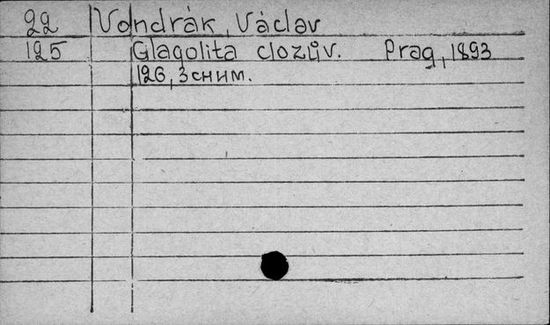 22 Vondrák, Václav
125 Glagolita clozův. Prag, 1893
126, 3 сним.